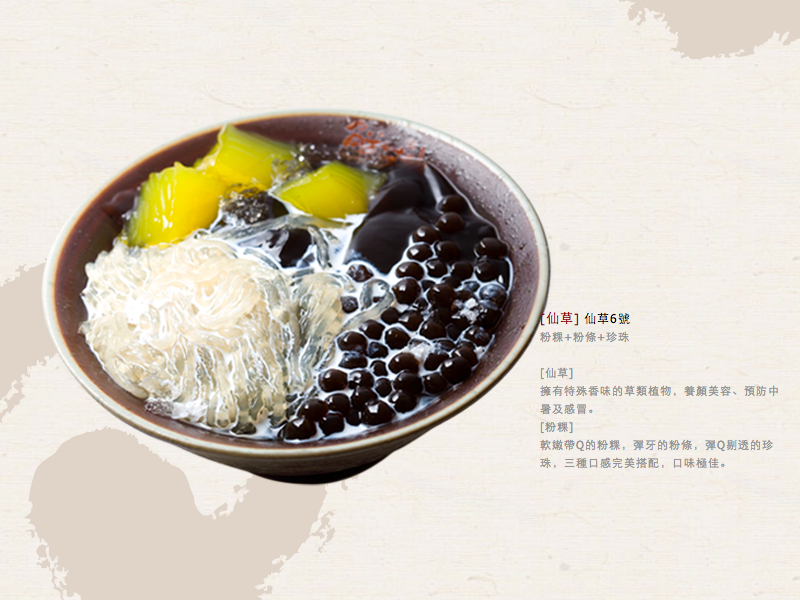 [仙草] 仙草6號
粉粿+粉條+珍珠
[仙草]
擁有特殊香味的草類植物，養顏美容、預防中
暑及感冒。
[粉粿]
軟嫩帶Q的粉粿，彈牙的粉條，彈Q剔透的珍
珠，三種口感完美搭配，口味極佳。